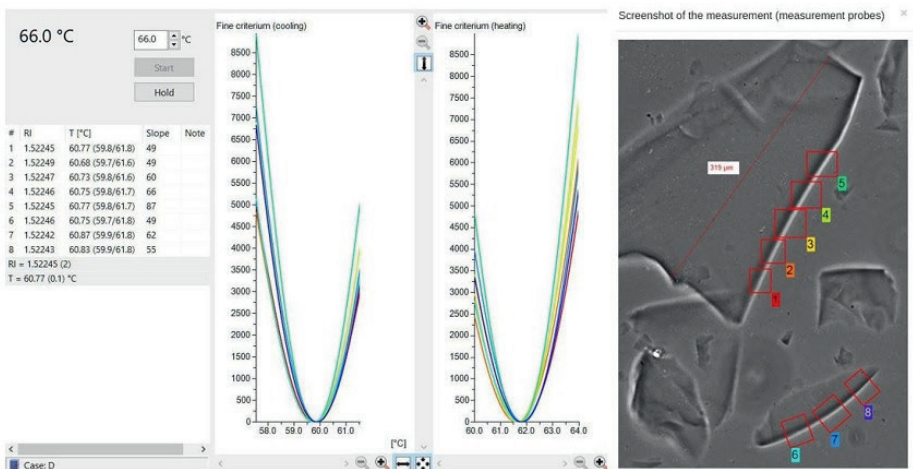 66.0 °C
66.0 °C
Start
Hold
# RI T [°C] Slope Note
1 1.52245 60.77 (59.8/61.8) 49
2 1.52249 60.68 (59.7/61.6) 49
3 1.52247 60.73 (59.8/61.6) 60
4 1.52246 60.75 (59.8/61.7) 66
5 1.52245 60.77 (59.8/61.7) 87
6 1.52246 60.75 (59.7/61.8) 49
7 1.52242 60.87 (59.9/61.8) 62
8 1.52243 60.83 (59.9/61.8) 55
RI = 1.52245 (2)
T = 60.77 (0.1) °C
Case: D
Fine criterium (cooling)
8500
8000
7500
7000
6500
6000
5500
5000
4500
4000
3500
3000
2500
2000
1500
1000
500
0
58.0 59.0 60.0 61.0
[°C]
Fine criterium (heating)
8500
8000
7500
7000
6500
6000
5500
5000
4500
4000
3500
3000
2500
2000
1500
1000
500
0
60.0 61.0 62.0 63.0 64.0
Screenshot of the measurement (measurement probes)
319 µm
5
4
3
2
1
8
7
6